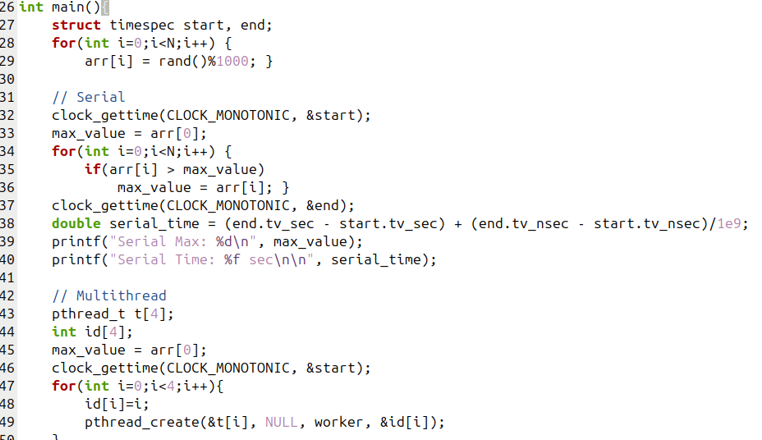 26 int main(){
27     struct timespec start, end;
28     for(int i=0;i<N;i++) {
29         arr[i] = rand()%1000; }
30
31     // Serial
32     clock_gettime(CLOCK_MONOTONIC, &start);
33     max_value = arr[0];
34     for(int i=0;i<N;i++) {
35         if(arr[i] > max_value)
36             max_value = arr[i]; }
37     clock_gettime(CLOCK_MONOTONIC, &end);
38     double serial_time = (end.tv_sec - start.tv_sec) + (end.tv_nsec - start.tv_nsec)/1e9;
39     printf("Serial Max: %d\n", max_value);
40     printf("Serial Time: %f sec\n\n", serial_time);
41
42     // Multithread
43     pthread_t t[4];
44     int id[4];
45     max_value = arr[0];
46     clock_gettime(CLOCK_MONOTONIC, &start);
47     for(int i=0;i<4;i++){
48         id[i]=i;
49         pthread_create(&t[i], NULL, worker, &id[i]);
50     }